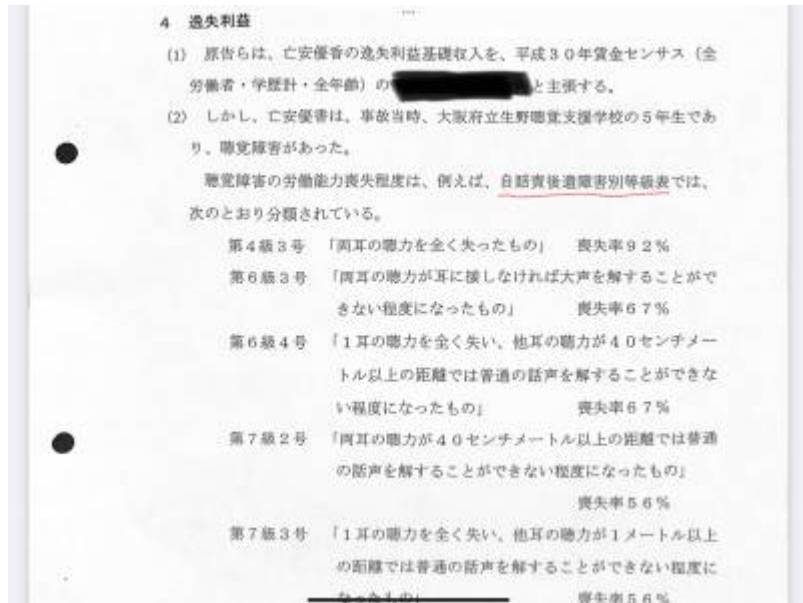 4 逸失利益
(1) 原告らは、亡安優香の逸失利益基礎収入を、平成30年賃金センサス(全
労働者・学歴計・全年齢)の
と主張する。
(2) しかし、亡安優香は、事故当時、大阪府立生野聴覚支援学校の5年生であ
り、聴覚障害があった。
聴覚障害の労働能力喪失程度は、例えば、自賠責後遺障害別等級表では、
次のとおり分類されている。
第4級3号 「両耳の聴力を全く失ったもの」 喪失率92%
第6級3号 「両耳の聴力が耳に接しなければ大声を解することがで
きない程度になったもの」 喪失率67%
第6級4号 「1耳の聴力を全く失い、他耳の聴力が40センチメー
トル以上の距離では普通の話声を解することができな
い程度になったもの」 喪失率67%
第7級2号 「両耳の聴力が40センチメートル以上の距離では普通
の話声を解することができない程度になったもの」
喪失率56%
第7級3号 「1耳の聴力を全く失い、他耳の聴力が1メートル以上
の距離では普通の話声を解することができない程度に
なったもの」 喪失率56%